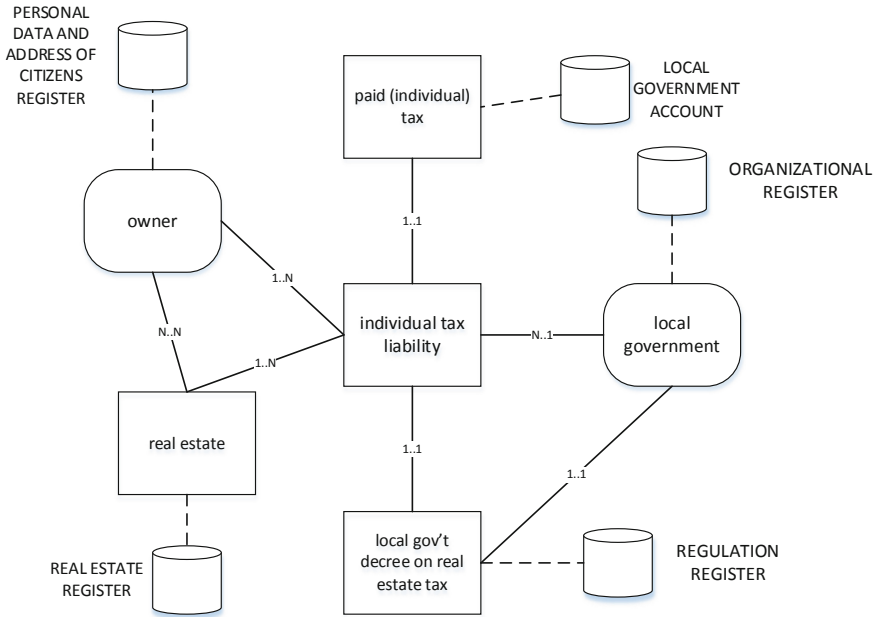 PERSONAL
DATA AND
ADDRESS OF
CITIZENS
REGISTER
paid (individual)
tax
LOCAL
GOVERNMENT
ACCOUNT
ORGANIZATIONAL
REGISTER
owner
1..1
1..N
N..N
1..N
individual tax
liability
N..1
local
government
real estate
1..1
1..1
REAL ESTATE
REGISTER
local gov't
decree on real
estate tax
REGULATION
REGISTER